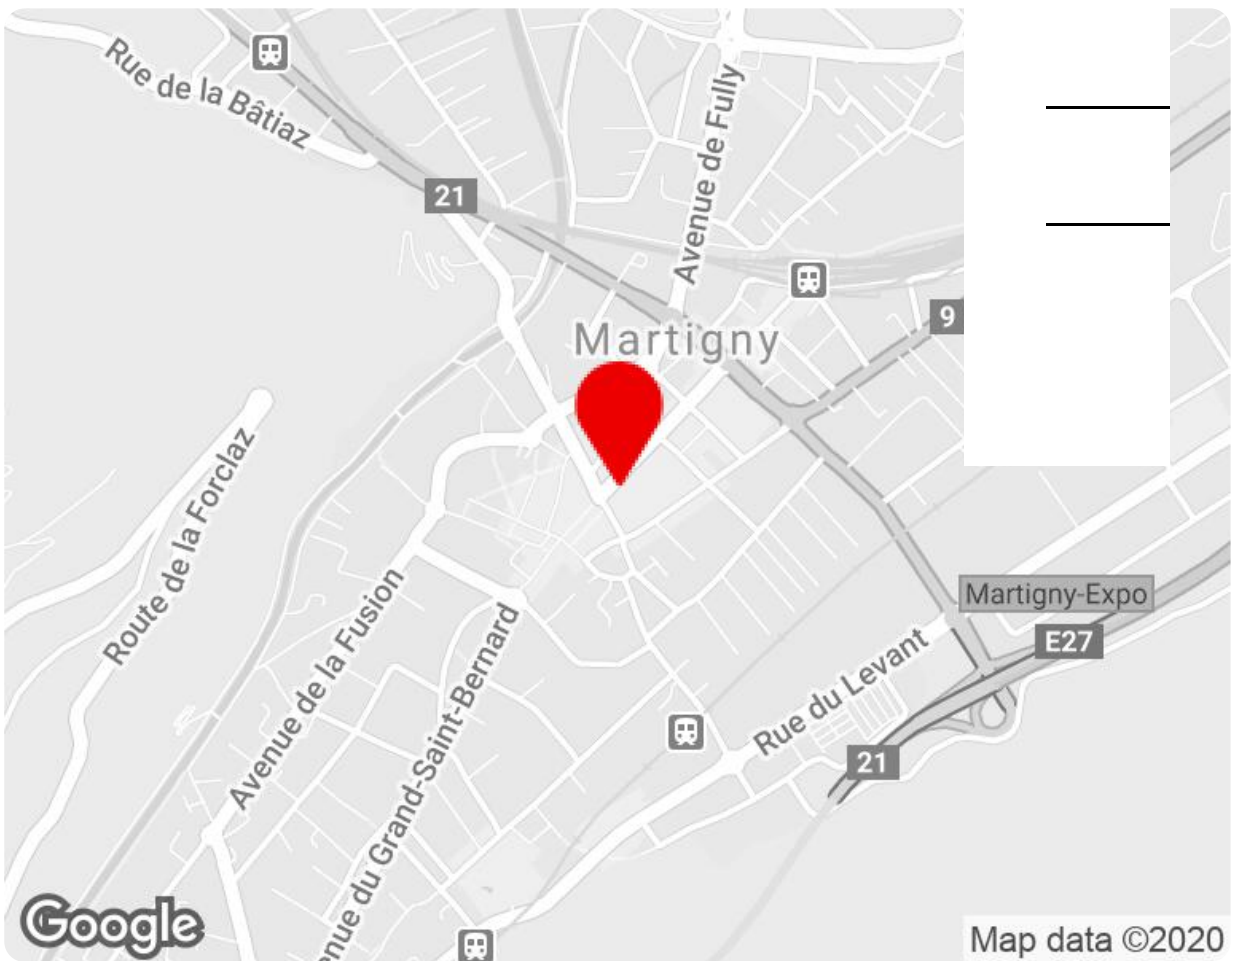 Rue de la Bâtiaz
21
Avenue de Fully
9
Martigny
Route de la Forclaz
Avenue de la Fusion
enue du Grand-Saint-Bernard
Martigny-Expo
E27
Rue du Levant
21
Google
Map data ©2020